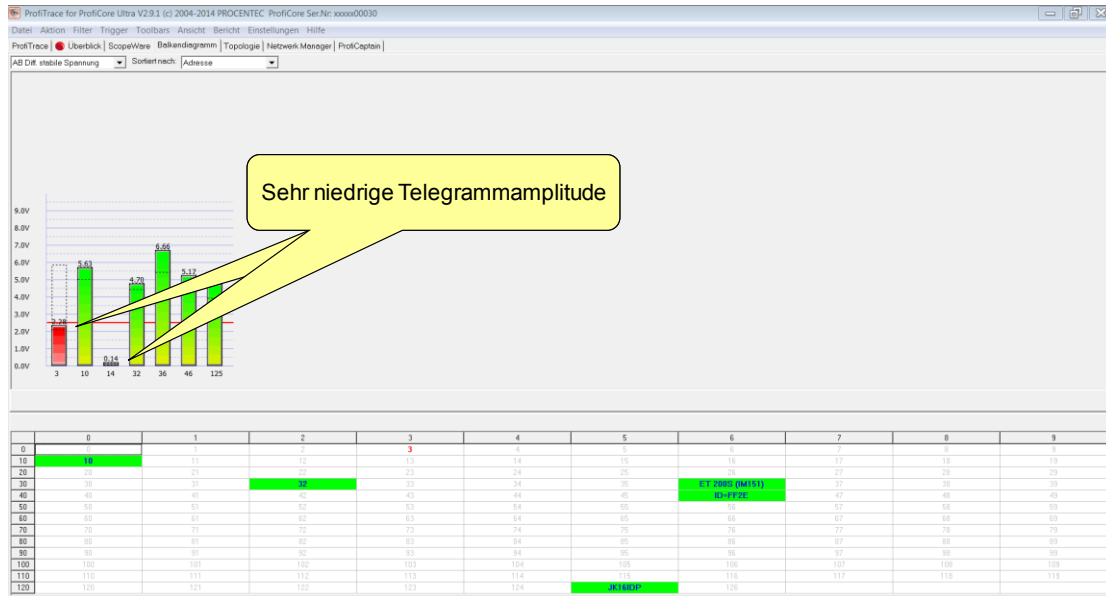 ProfiTrace for ProfiCore Ultra V2.9.1 (c) 2004-2014 PROCENTEC ProfiCore Ser.Nr: xxxxx00030
Datei Aktion Filter Trigger Toolbars Ansicht Bericht Einstellungen Hilfe
ProfiTrace Überblick ScopeWare Balkendiagramm Topologie Netzwerk Manager ProfiCaptain
AB Diff. stabile Spannung Sortiert nach: Adresse
Sehr niedrige Telegrammamplitude
9.0V
8.0V
7.0V
6.0V
5.0V
4.0V
3.0V
2.0V
1.0V
0.0V
2.28 5.63 0.14 4.70 6.66 5.17
3 10 14 32 36 46 125
0 1 2 3 4 5 6 7 8 9
0 0 1 2 3 4 5 6 7 8 9
10 10 11 12 13 14 15 16 17 18 19
20 20 21 22 23 24 25 26 27 28 29
30 30 31 32 33 34 35 ET 200S (IM151) 37 38 39
40 40 41 42 43 44 45 ID=FF2E 47 48 49
50 50 51 52 53 54 55 56 57 58 59
60 60 61 62 63 64 65 66 67 68 69
70 70 71 72 73 74 75 76 77 78 79
80 80 81 82 83 84 85 86 87 88 89
90 90 91 92 93 94 95 96 97 98 99
100 100 101 102 103 104 105 106 107 108 109
110 110 111 112 113 114 115 116 117 118 119
120 120 121 122 123 124 JK16IDP 126